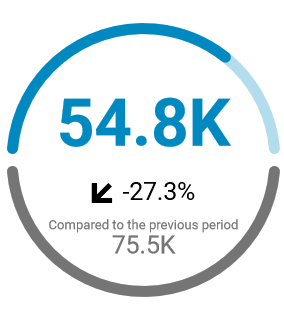 54.8K
-27.3%
Compared to the previous period
75.5K